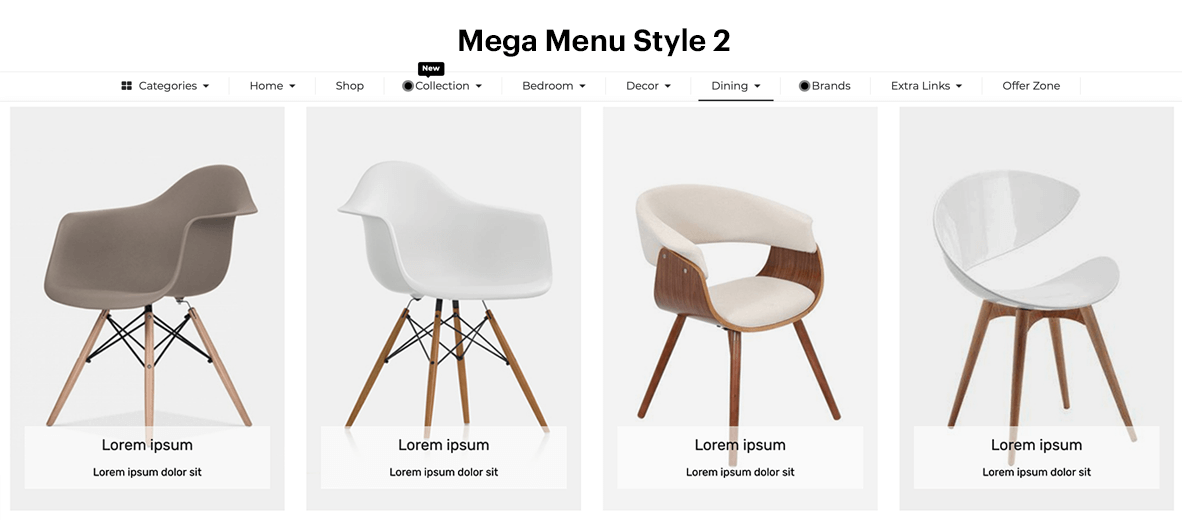 Mega Menu Style 2
New
Categories Home Shop Collection Bedroom Decor Dining Brands Extra Links Offer Zone
Lorem ipsum Lorem ipsum Lorem ipsum Lorem ipsum
Lorem ipsum dolor sit Lorem ipsum dolor sit Lorem ipsum dolor sit Lorem ipsum dolor sit